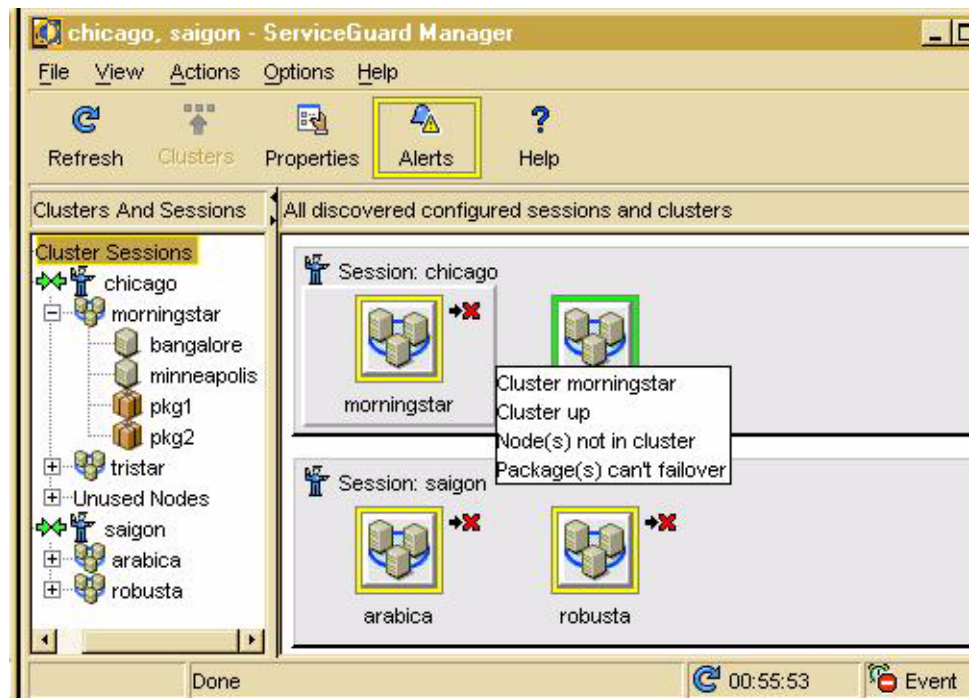 chicago, saigon - ServiceGuard Manager
File View Actions Options Help
Refresh Clusters Properties Alerts Help
Clusters And Sessions
All discovered configured sessions and clusters
Cluster Sessions
chicago
morningstar
bangalore
minneapolis
pkg1
pkg2
tristar
Unused Nodes
saigon
arabica
robusta
Session: chicago
morningstar
Cluster morningstar
Cluster up
Node(s) not in cluster
Package(s) can't failover
Session: saigon
arabica
robusta
Done
00:55:53
Event